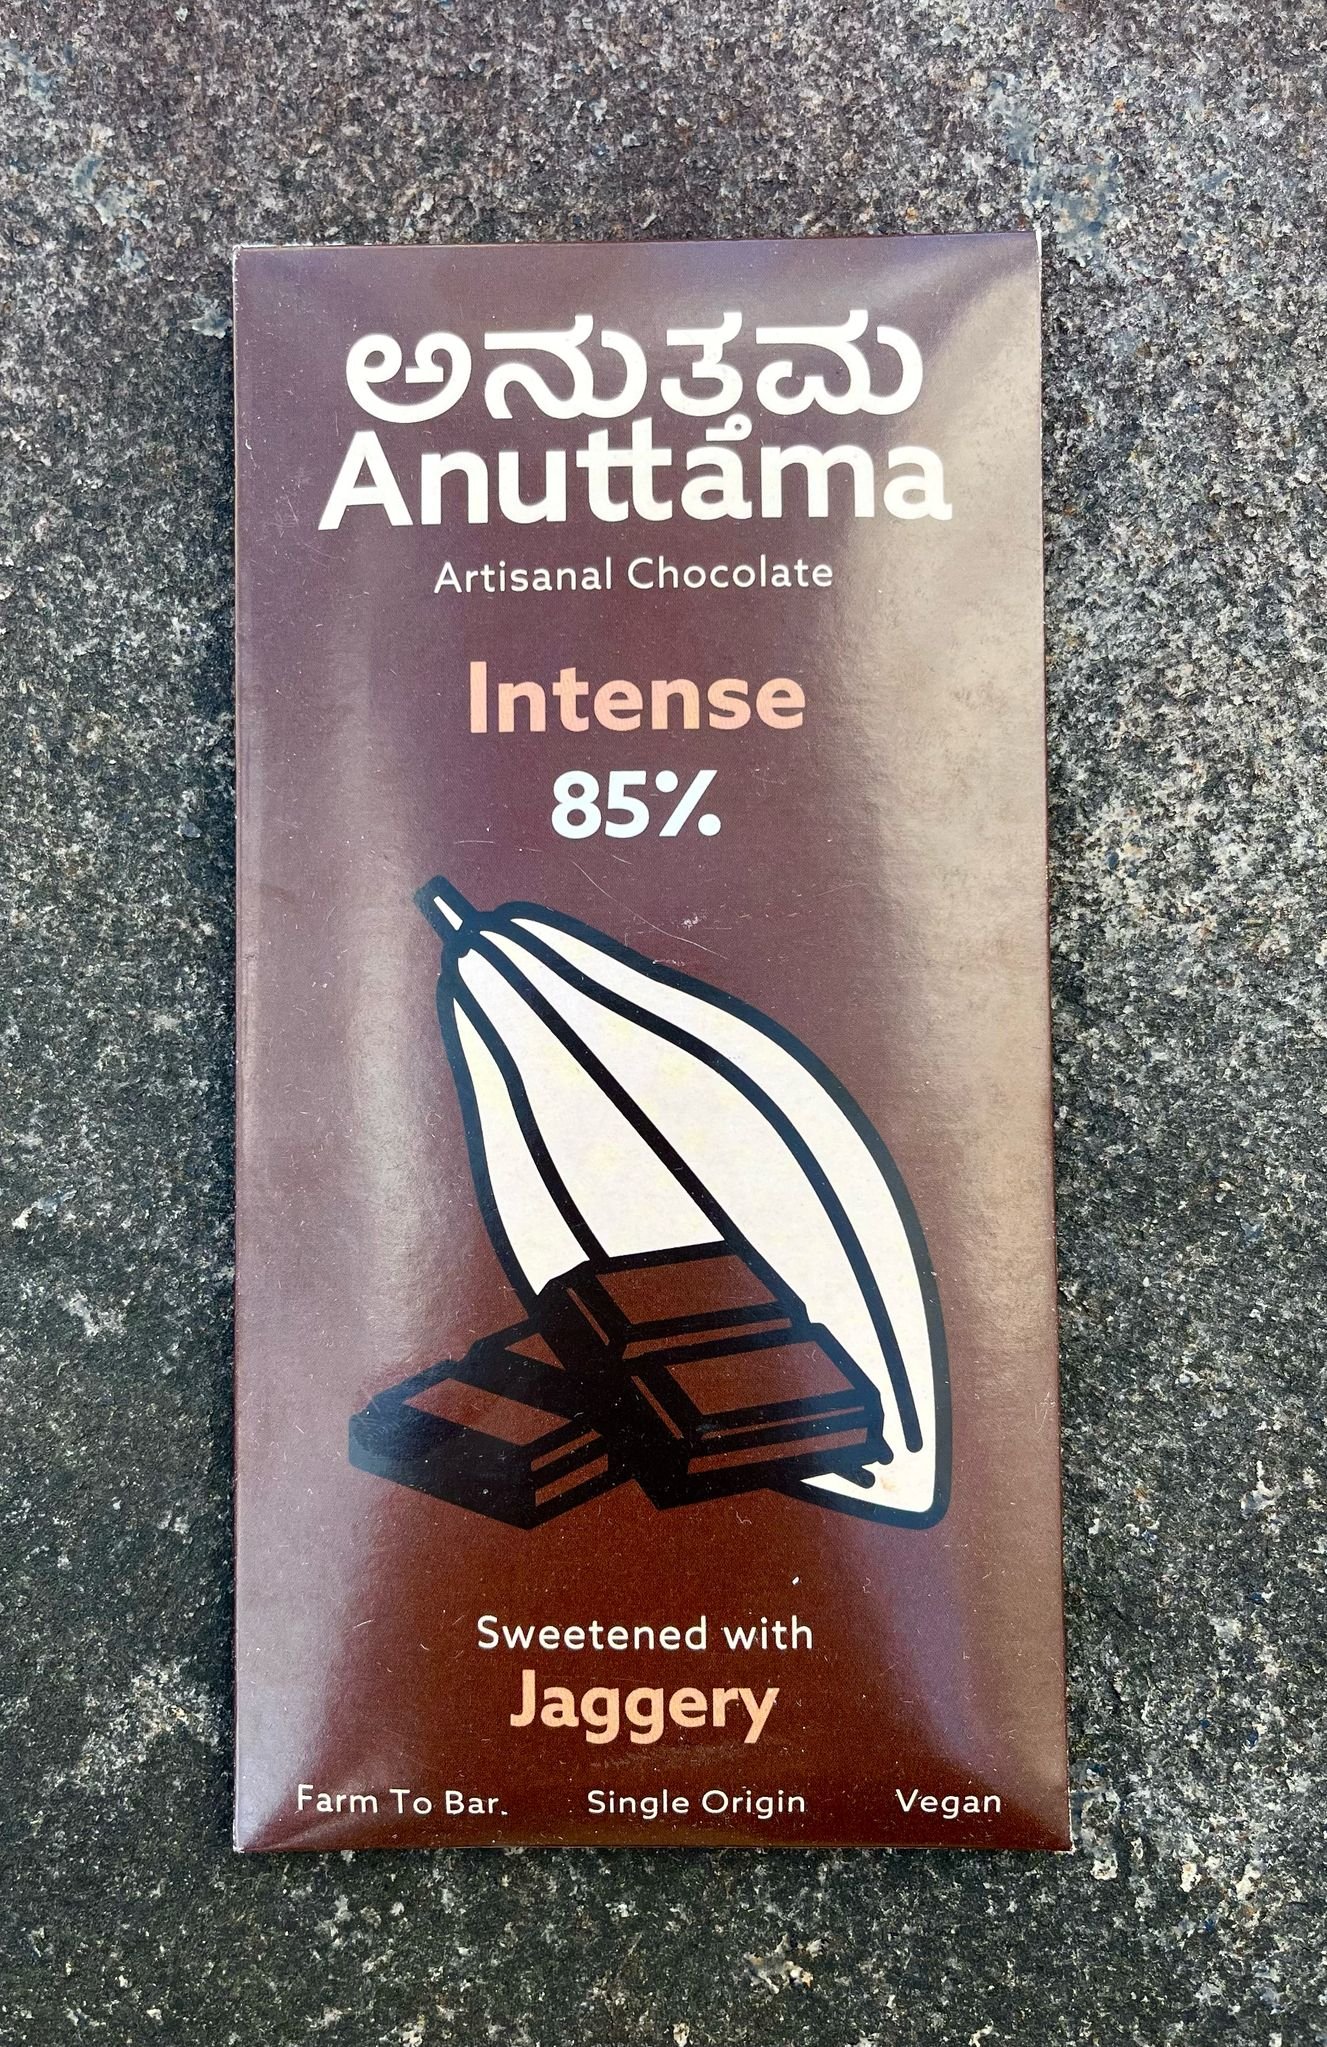 ಅನುತ್ತಮ
Anuttama
Artisanal Chocolate
Intense
85%
Sweetened with
Jaggery
Farm To Bar. Single Origin Vegan